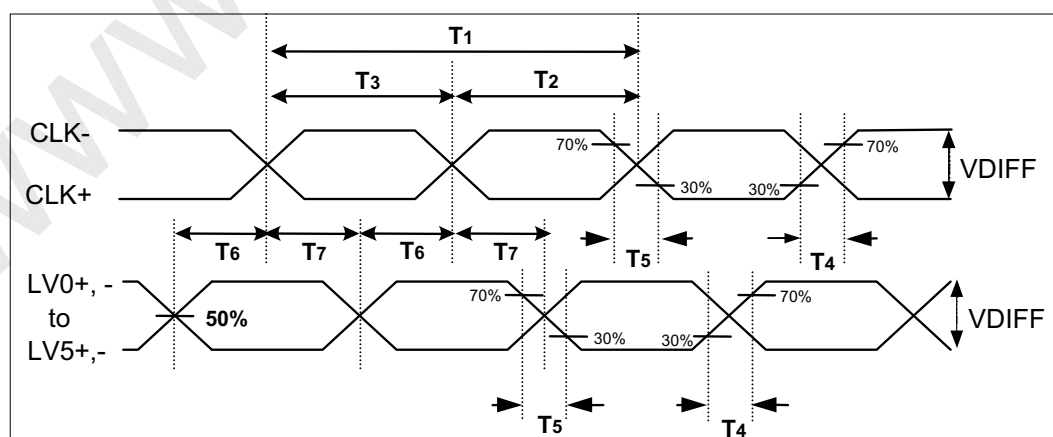 T1
T3 T2
CLK- 70% 70%
VDIFF
CLK+ 30% 30%
T6 T7 T6 T7 T5 T4
LV0+, - 70% 70%
to 50% VDIFF
LV5+,- 30% 30%
T5 T4